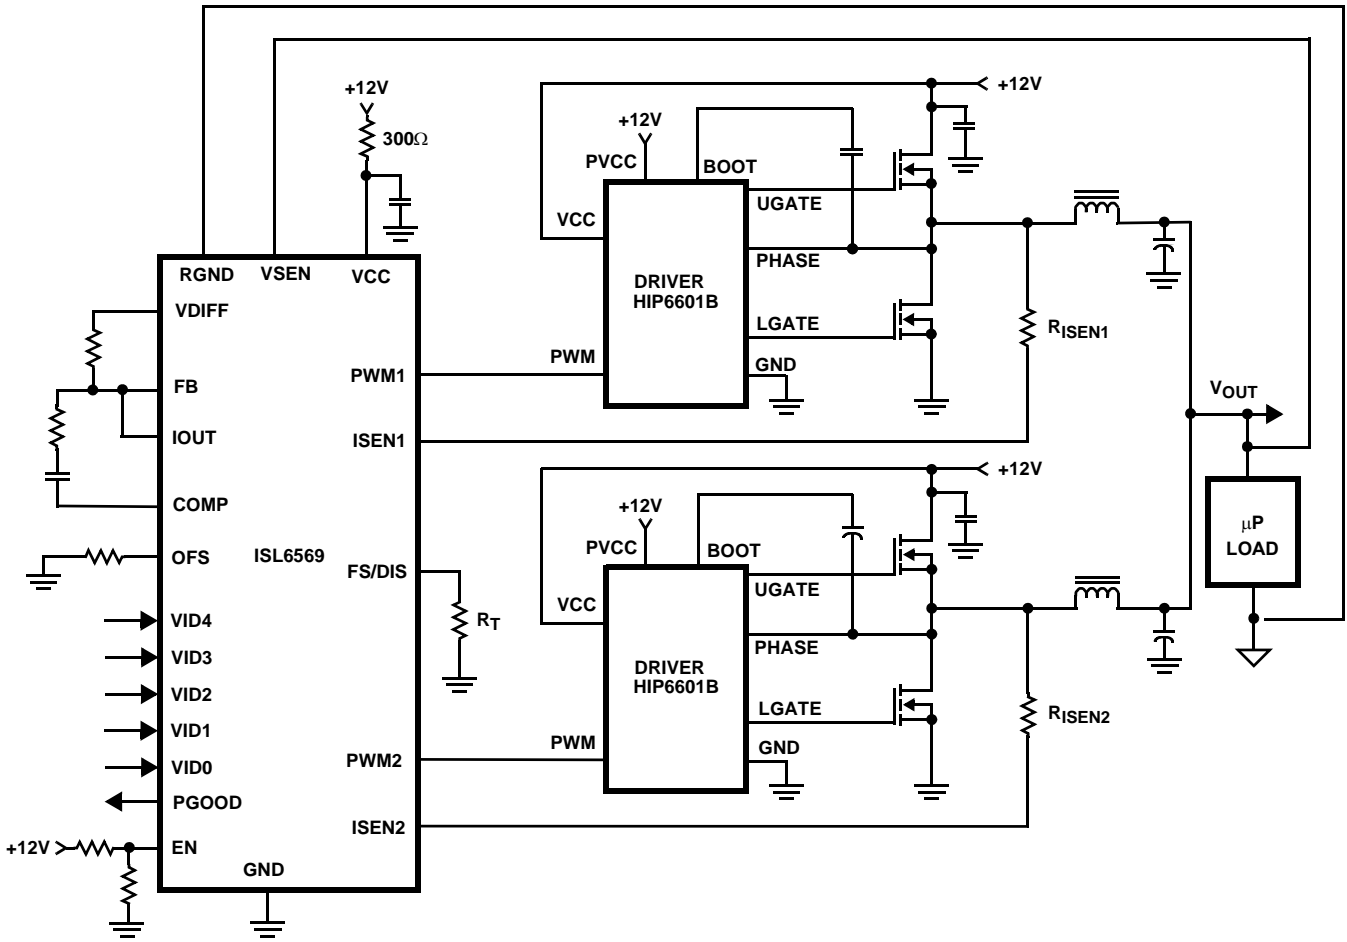 +12V
300Ω
RGND
VSEN
VCC
VDIFF
FB
IOUT
COMP
OFS
VID4
VID3
VID2
VID1
VID0
PGOOD
+12V
EN
GND
ISL6569
PWM1
ISEN1
FS/DIS
RT
PWM2
ISEN2
+12V
+12V
PVCC
BOOT
VCC
UGATE
PHASE
DRIVER
HIP6601B
LGATE
PWM
GND
RISEN1
+12V
+12V
PVCC
BOOT
VCC
UGATE
PHASE
DRIVER
HIP6601B
LGATE
PWM
GND
RISEN2
VOUT
μP
LOAD